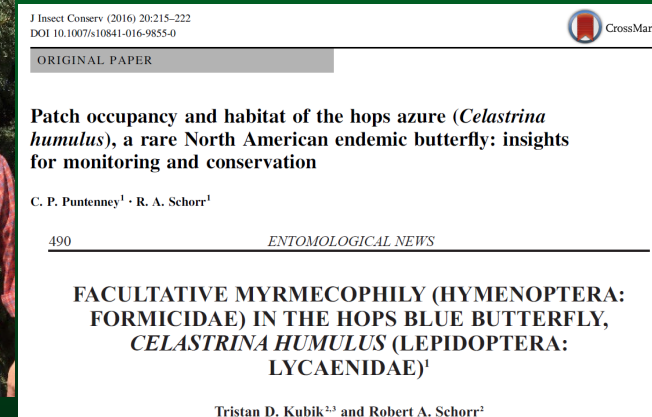 J Insect Conserv (2016) 20:215–222
DOI 10.1007/s10841-016-9855-0
CrossMar
ORIGINAL PAPER
Patch occupancy and habitat of the hops azure (Celastrina
humulus), a rare North American endemic butterfly: insights
for monitoring and conservation
C. P. Puntenney¹ · R. A. Schorr¹
490 ENTOMOLOGICAL NEWS
FACULTATIVE MYRMECOPHILY (HYMENOPTERA:
FORMICIDAE) IN THE HOPS BLUE BUTTERFLY,
CELASTRINA HUMULUS (LEPIDOPTERA:
LYCAENIDAE)¹
Tristan D. Kubik²,³ and Robert A. Schorr²